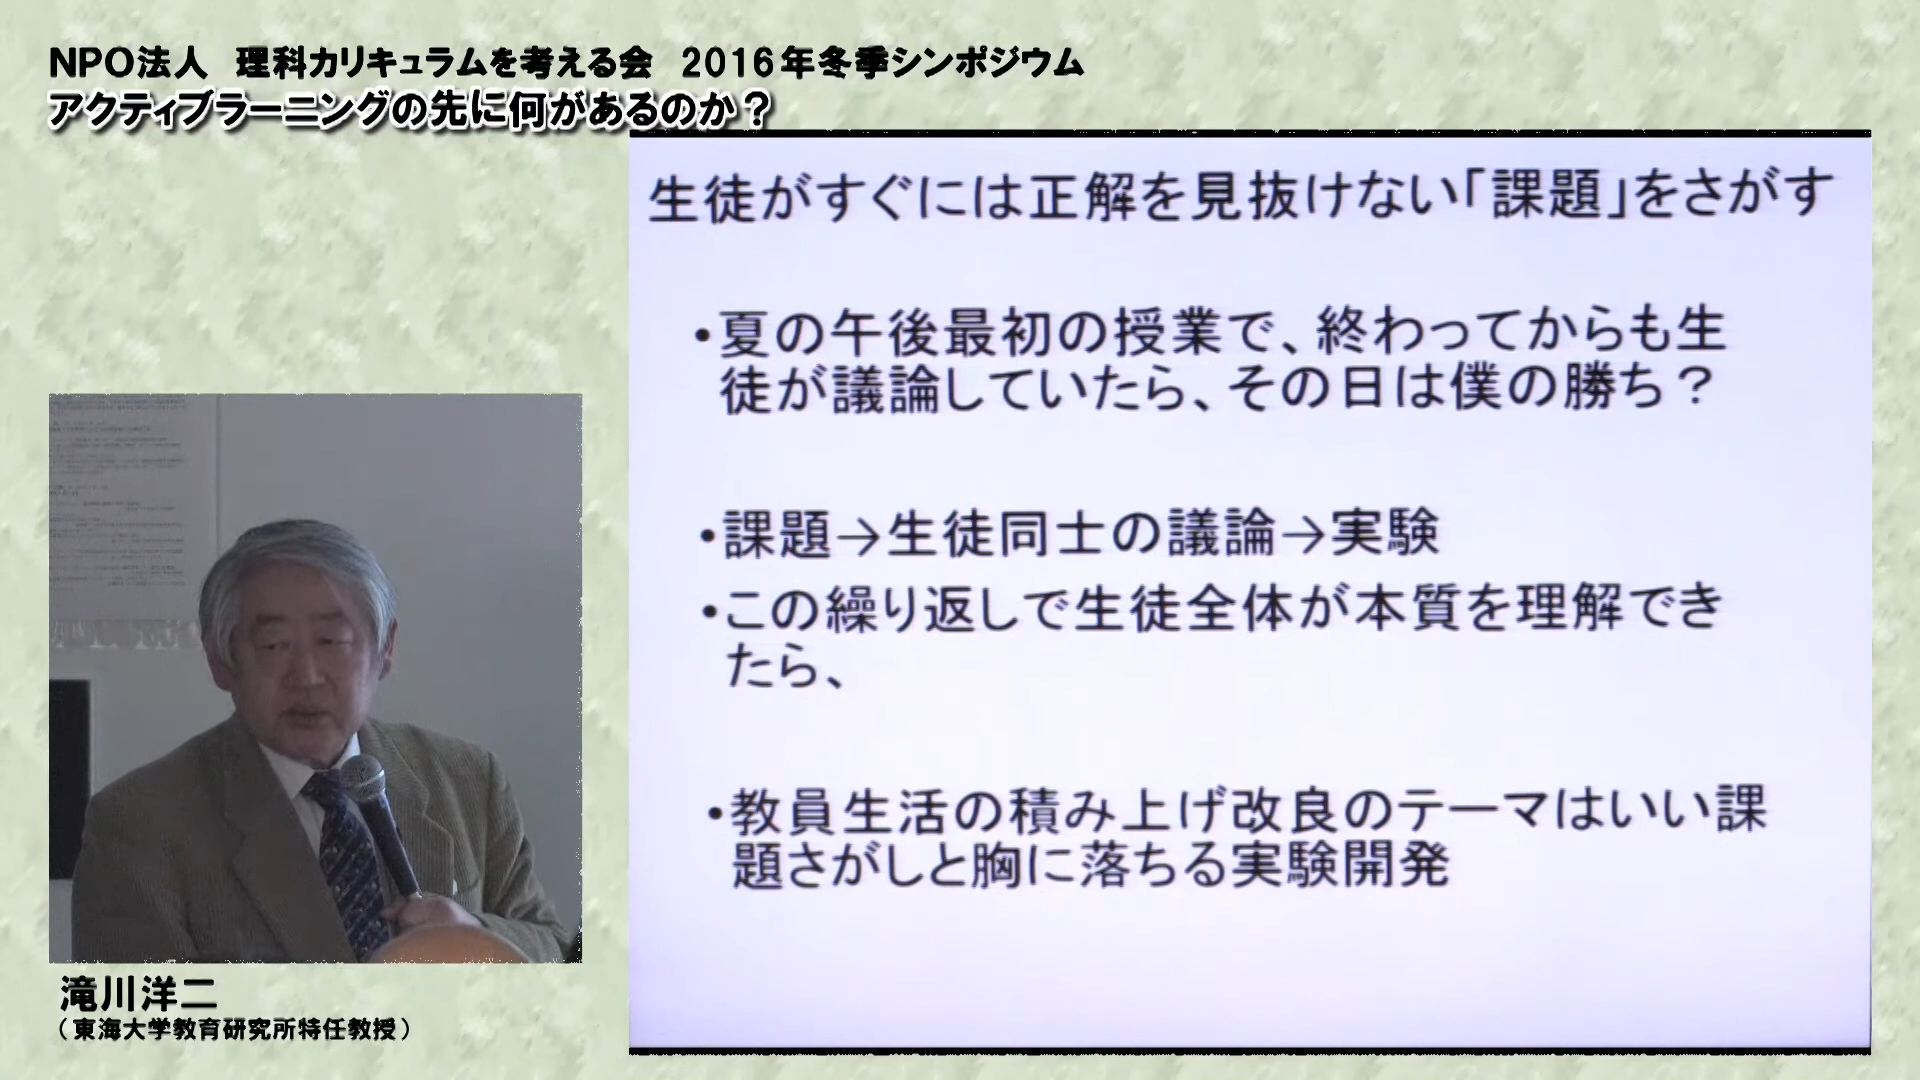 NPO法人　理科カリキュラムを考える会　2016年冬季シンポジウム
アクティブラーニングの先に何があるのか？
生徒がすぐには正解を見抜けない「課題」をさがす
・夏の午後最初の授業で、終わってからも生
徒が議論していたら、その日は僕の勝ち？
・課題→生徒同士の議論→実験
・この繰り返しで生徒全体が本質を理解でき
たら、
・教員生活の積み上げ改良のテーマはいい課
題さがしと胸に落ちる実験開発
滝川洋二
（東海大学教育研究所特任教授）